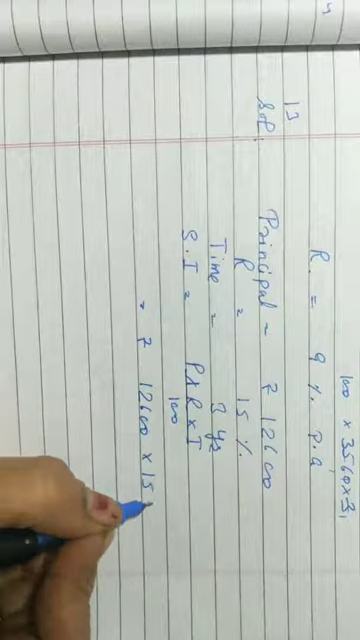 100 × 3560×3
R = 9 % P.a
13
Sol:
Principal = ₹ 12600
R = 15 %
Time = 3 Yrs
S.I = P×R×T
100
= ₹ 12600 × 15